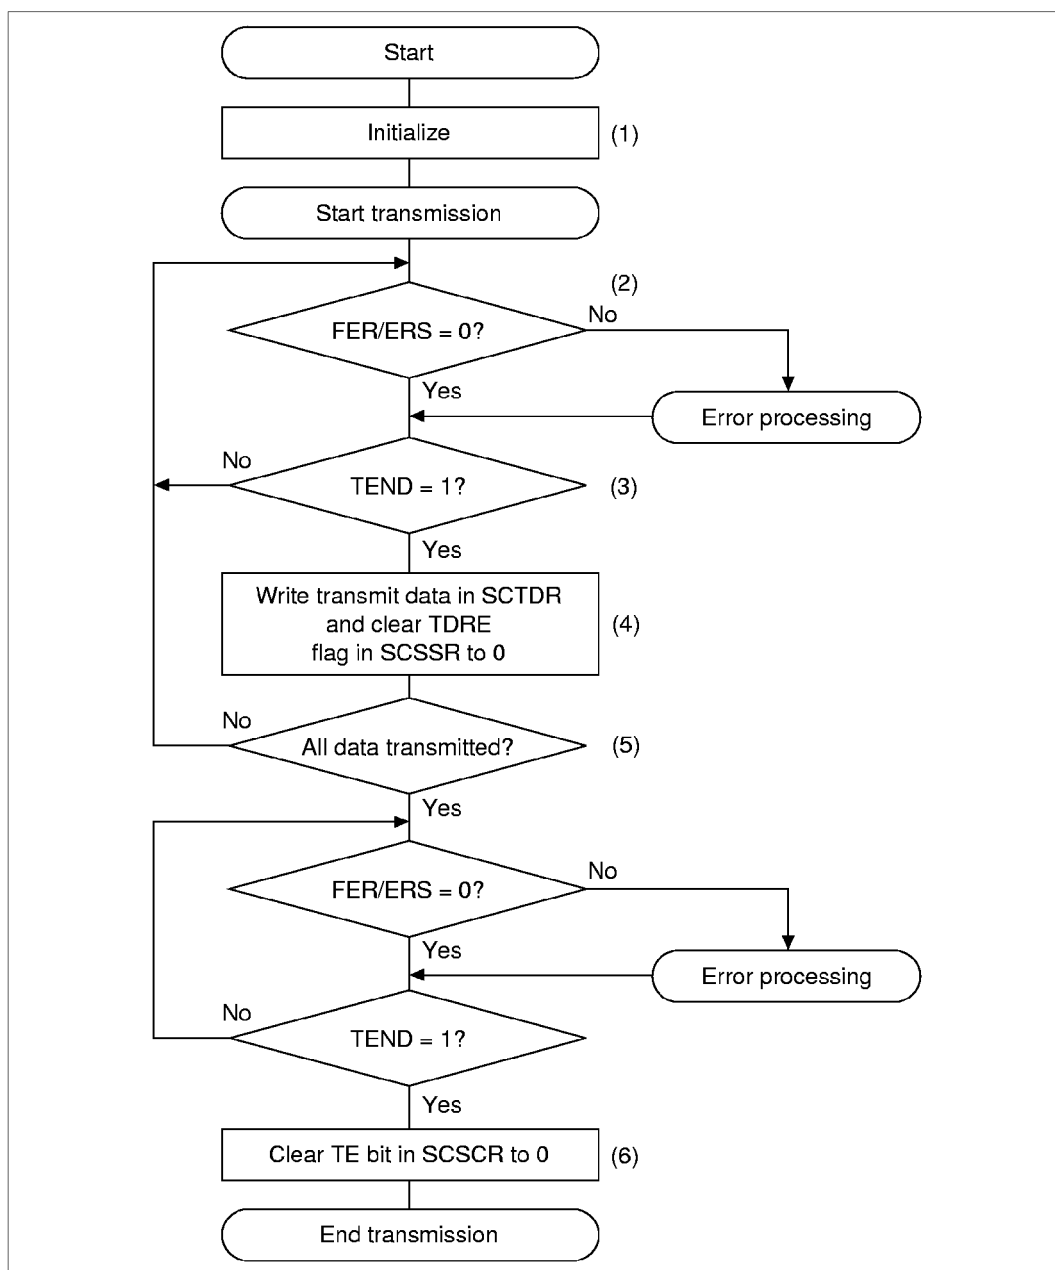 Start
Initialize
(1)
Start transmission
(2)
FER/ERS = 0?
No
Yes
Error processing
No
TEND = 1?
(3)
Yes
Write transmit data in SCTDR
and clear TDRE
flag in SCSSR to 0
(4)
No
All data transmitted?
(5)
Yes
FER/ERS = 0?
No
Yes
Error processing
No
TEND = 1?
Yes
Clear TE bit in SCSCR to 0
(6)
End transmission